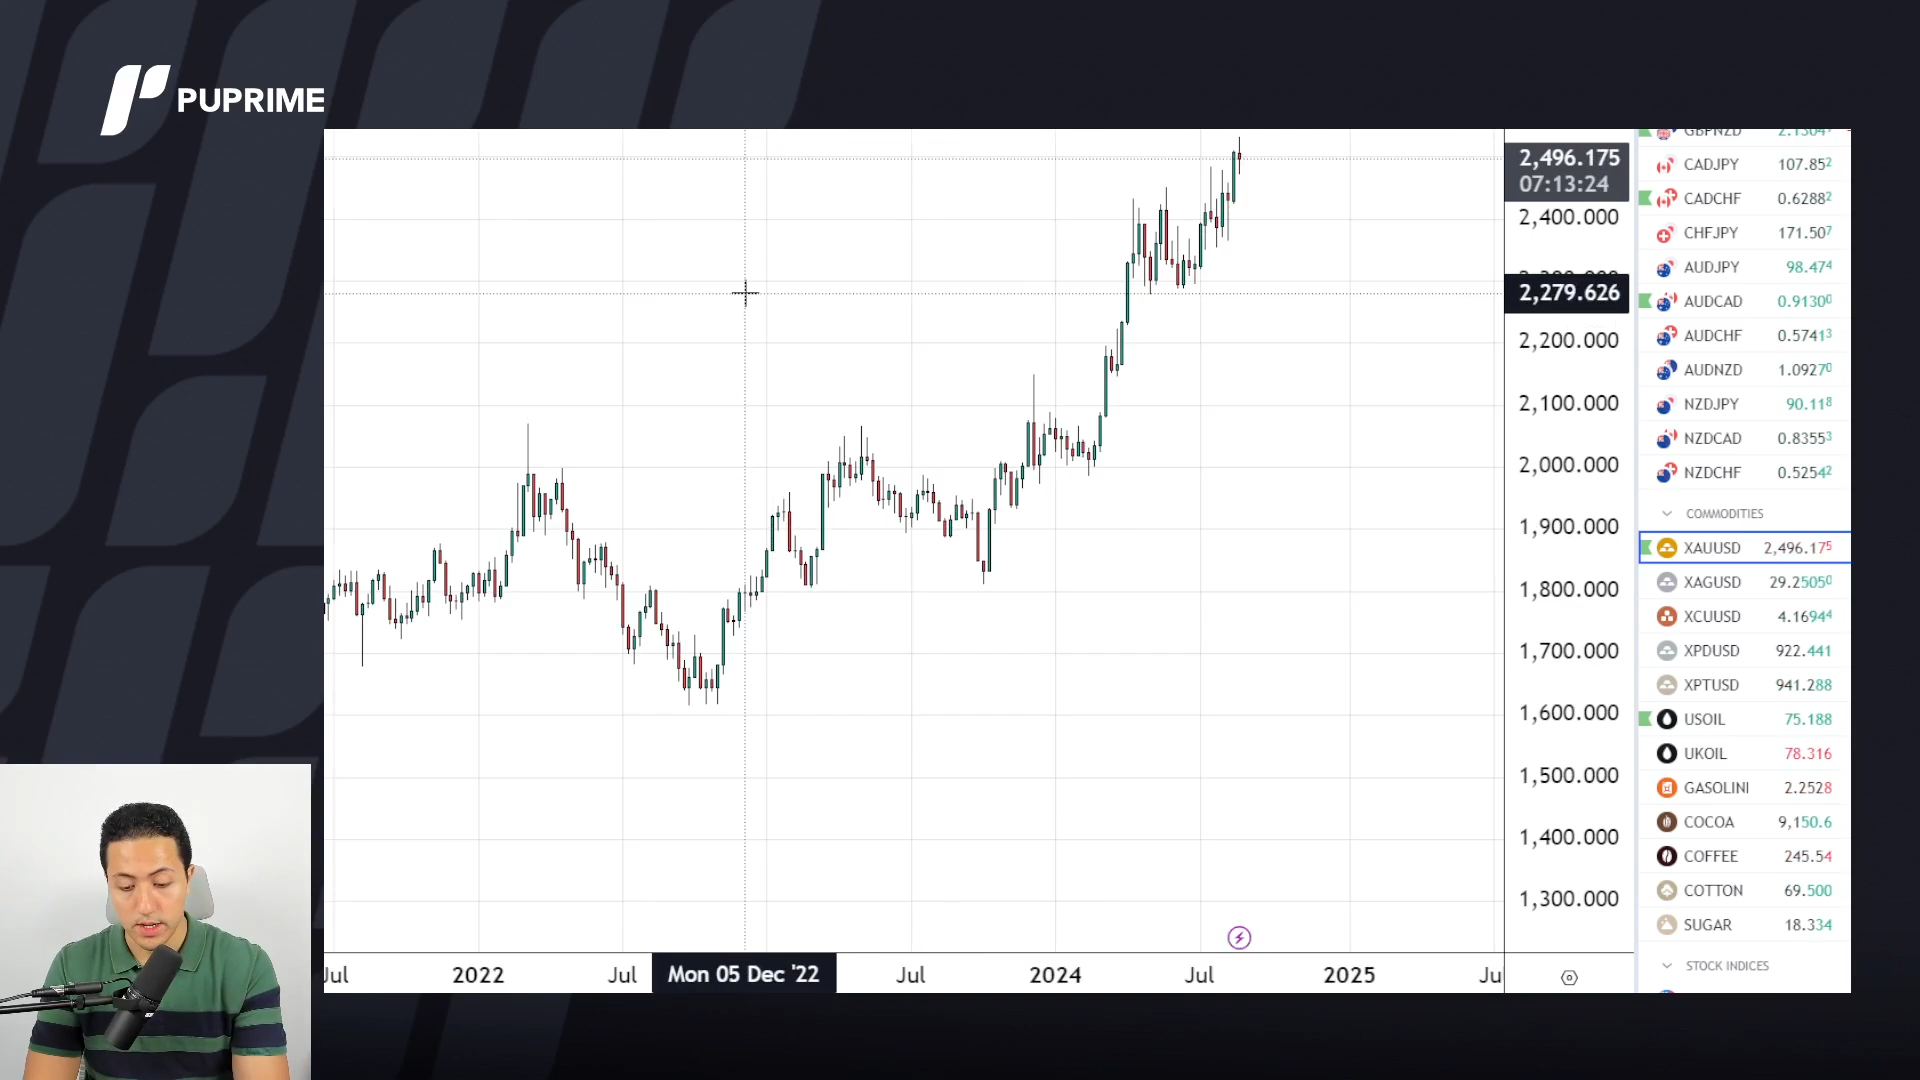 PUPRIME
GBPNZD 2.1304
CADJPY 107.852
CADCHF 0.62882
CHFJPY 171.507
AUDJPY 98.474
AUDCAD 0.91300
AUDCHF 0.57413
AUDNZD 1.09270
NZDJPY 90.118
NZDCAD 0.83553
NZDCHF 0.52542
COMMODITIES
XAUUSD 2,496.175
XAGUSD 29.25050
XCUUSD 4.16944
XPDUSD 922.441
XPTUSD 941.288
USOIL 75.188
UKOIL 78.316
GASOLINI 2.2528
COCOA 9,150.6
COFFEE 245.54
COTTON 69.500
SUGAR 18.334
STOCK INDICES
2,496.175
07:13:24
2,400.000
2,279.626
2,200.000
2,100.000
2,000.000
1,900.000
1,800.000
1,700.000
1,600.000
1,500.000
1,400.000
1,300.000
Jul 2022 Jul Mon 05 Dec '22 Jul 2024 Jul 2025 Ju